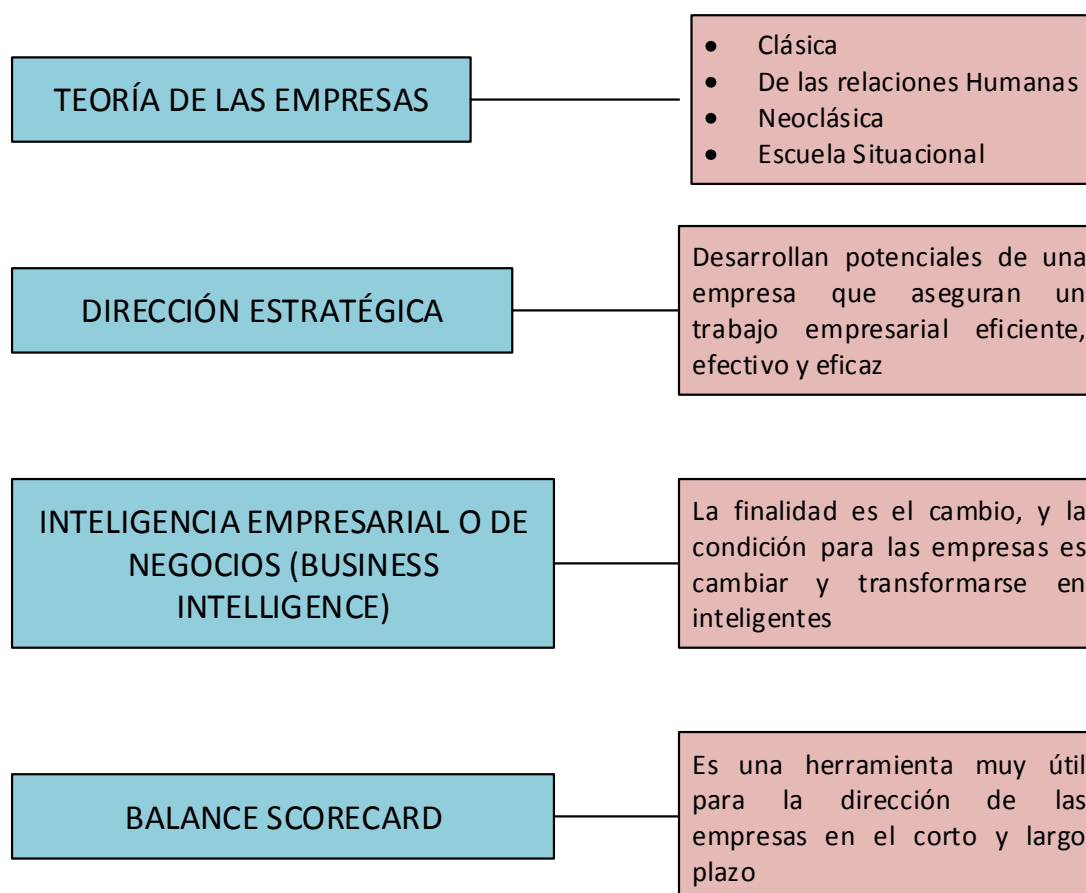 TEORÍA DE LAS EMPRESAS
• Clásica
• De las relaciones Humanas
• Neoclásica
• Escuela Situacional
DIRECCIÓN ESTRATÉGICA
Desarrollan potenciales de una
empresa que aseguran un
trabajo empresarial eficiente,
efectivo y eficaz
INTELIGENCIA EMPRESARIAL O DE
NEGOCIOS (BUSINESS
INTELLIGENCE)
La finalidad es el cambio, y la
condición para las empresas es
cambiar y transformarse en
inteligentes
BALANCE SCORECARD
Es una herramienta muy útil
para la dirección de las
empresas en el corto y largo
plazo